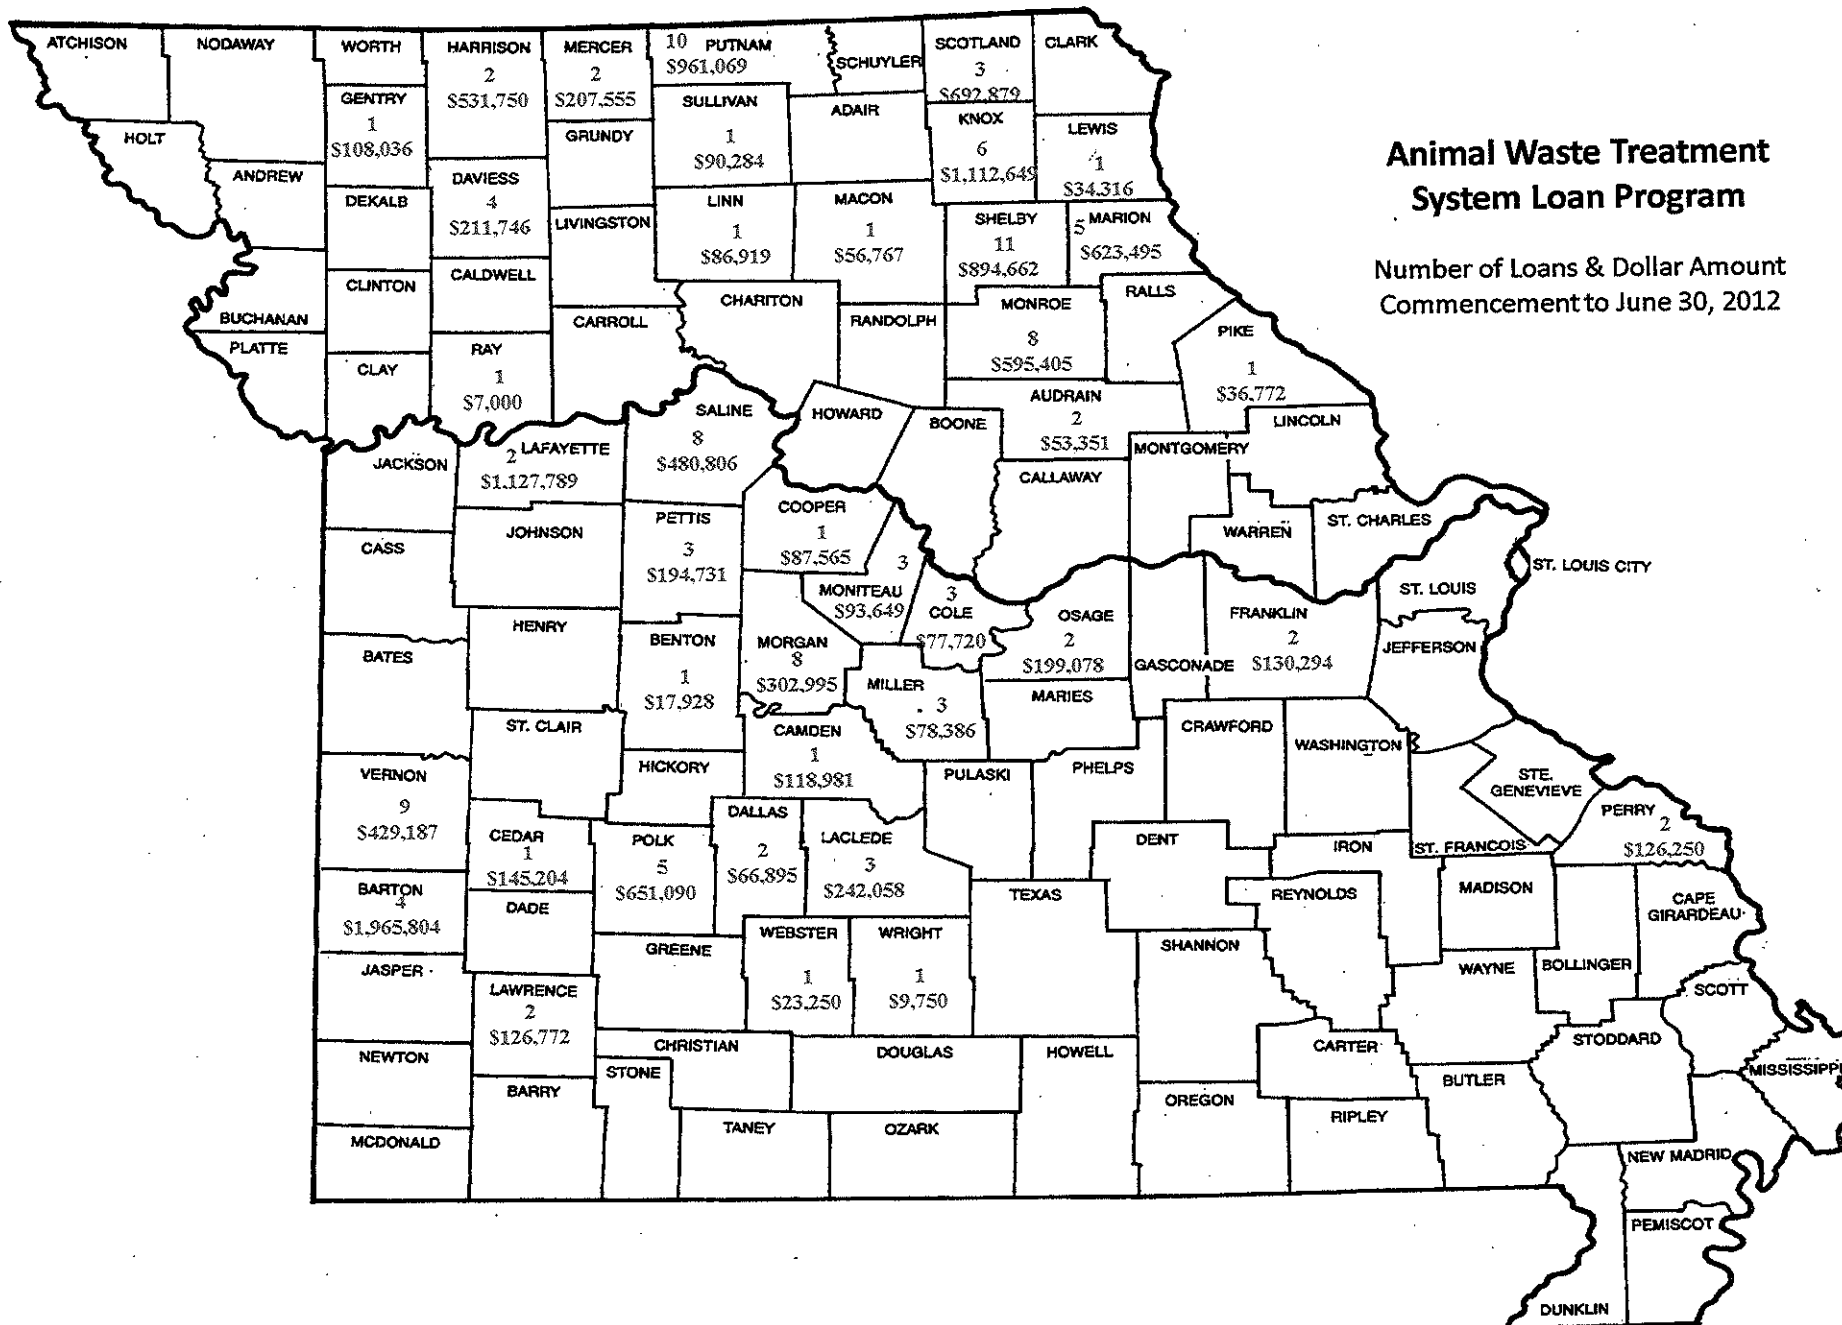 ATCHISON
NODAWAY
WORTH
HARRISON
2
$531,750
MERCER
2
$207,555
10 PUTNAM
$961,069
SCHUYLER
SCOTLAND
3
$692,879
CLARK
GENTRY
1
$108,036
SULLIVAN
1
$90,284
ADAIR
KNOX
6
$1,112,649
LEWIS
1
$34,316
Animal Waste Treatment
System Loan Program
Number of Loans & Dollar Amount
Commencement to June 30, 2012
HOLT
ANDREW
GRUNDY
DEKALB
DAVIESS
4
$211,746
LIVINGSTON
LINN
1
$86,919
MACON
1
$56,767
SHELBY
11
$894,662
MARION
5
$623,495
BUCHANAN
CLINTON
CALDWELL
CARROLL
CHARITON
RANDOLPH
MONROE
8
$595,405
RALLS
PIKE
1
$36,772
PLATTE
CLAY
RAY
1
$7,000
SALINE
8
$480,806
HOWARD
BOONE
AUDRAIN
2
$53,351
LINCOLN
MONTGOMERY
JACKSON
2 LAFAYETTE
$1,127,789
CALLAWAY
COOPER
1
$87,565
WARREN
ST. CHARLES
CASS
JOHNSON
PETTIS
3
$194,731
3
MONITEAU
$93,649
3
COLE
$77,720
OSAGE
2
$199,078
GASCONADE
FRANKLIN
2
$130,294
ST. LOUIS
ST. LOUIS CITY
JEFFERSON
BATES
HENRY
BENTON
1
$17,928
MORGAN
8
$302,995
MILLER
3
$78,386
MARIES
ST. CLAIR
CAMDEN
1
$118,981
CRAWFORD
WASHINGTON
VERNON
9
$429,187
HICKORY
PULASKI
PHELPS
STE.
GENEVIEVE
PERRY
2
$126,250
CEDAR
1
$145,204
POLK
5
$651,090
DALLAS
2
$66,895
LACLEDE
3
$242,058
DENT
IRON
ST. FRANCOIS
BARTON
4
$1,965,804
DADE
TEXAS
REYNOLDS
MADISON
CAPE
GIRARDEAU
JASPER
GREENE
WEBSTER
1
$23,250
WRIGHT
1
$9,750
SHANNON
WAYNE
BOLLINGER
SCOTT
LAWRENCE
2
$126,772
NEWTON
CHRISTIAN
DOUGLAS
HOWELL
CARTER
STODDARD
MISSISSIPPI
STONE
BARRY
OREGON
BUTLER
RIPLEY
MCDONALD
TANEY
OZARK
NEW MADRID
PEMISCOT
DUNKLIN